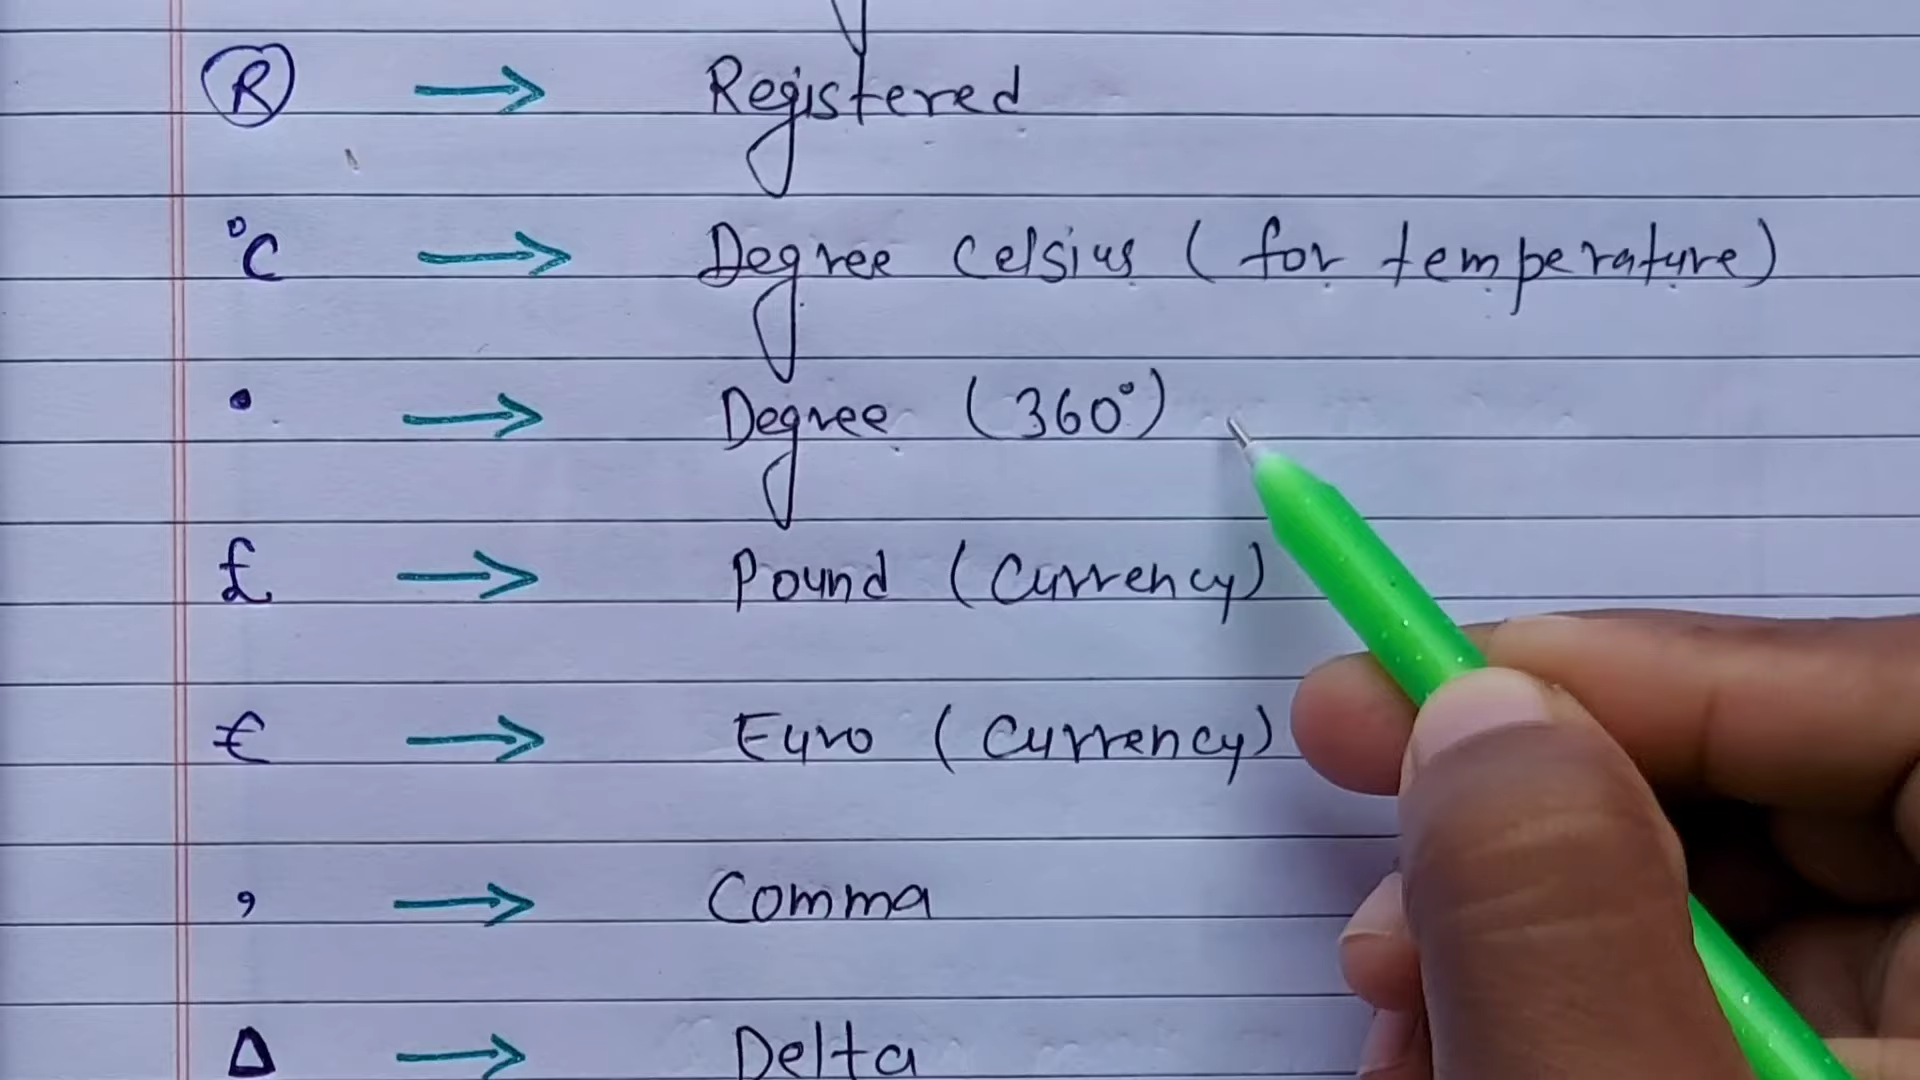 ® → Registered
°C → Degree Celsius (for temperature)
• → Degree (360°)
£ → Pound (Currency)
€ → Euro (Currency)
, → Comma
Δ → Delta